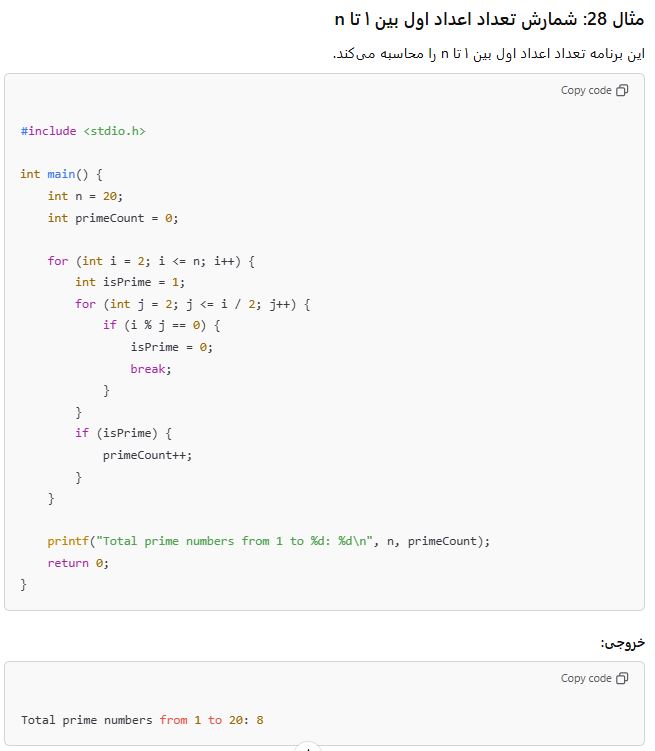 مثال 28: شمارش تعداد اعداد اول بین ۱ تا n
این برنامه تعداد اعداد اول بین ۱ تا n را محاسبه می‌کند.
Copy code
#include <stdio.h>
int main() {
    int n = 20;
    int primeCount = 0;
    for (int i = 2; i <= n; i++) {
        int isPrime = 1;
        for (int j = 2; j <= i / 2; j++) {
            if (i % j == 0) {
                isPrime = 0;
                break;
            }
        }
        if (isPrime) {
            primeCount++;
        }
    }
    printf("Total prime numbers from 1 to %d: %d\n", n, primeCount);
    return 0;
}
خروجی:
Copy code
Total prime numbers from 1 to 20: 8